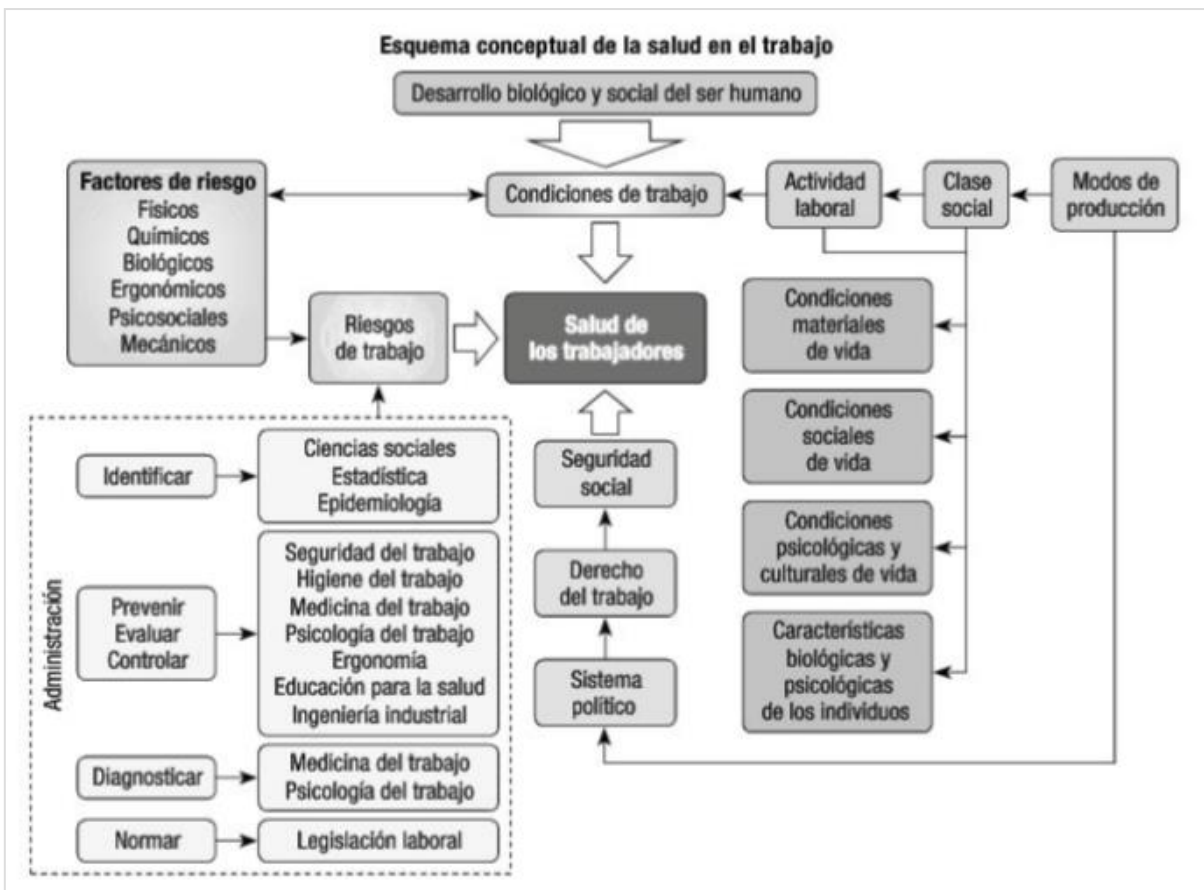 Esquema conceptual de la salud en el trabajo
Desarrollo biológico y social del ser humano
Factores de riesgo
Físicos
Químicos
Biológicos
Ergonómicos
Psicosociales
Mecánicos
Condiciones de trabajo
Actividad
laboral
Clase
social
Modos de
producción
Riesgos
de trabajo
Salud de
los trabajadores
Condiciones
materiales
de vida
Condiciones
sociales
de vida
Condiciones
psicológicas y
culturales de vida
Características
biológicas y
psicológicas
de los individuos
Seguridad
social
Derecho
del trabajo
Sistema
político
Administración
Identificar
Ciencias sociales
Estadística
Epidemiología
Prevenir
Evaluar
Controlar
Seguridad del trabajo
Higiene del trabajo
Medicina del trabajo
Psicología del trabajo
Ergonomía
Educación para la salud
Ingeniería industrial
Diagnosticar
Medicina del trabajo
Psicología del trabajo
Normar
Legislación laboral